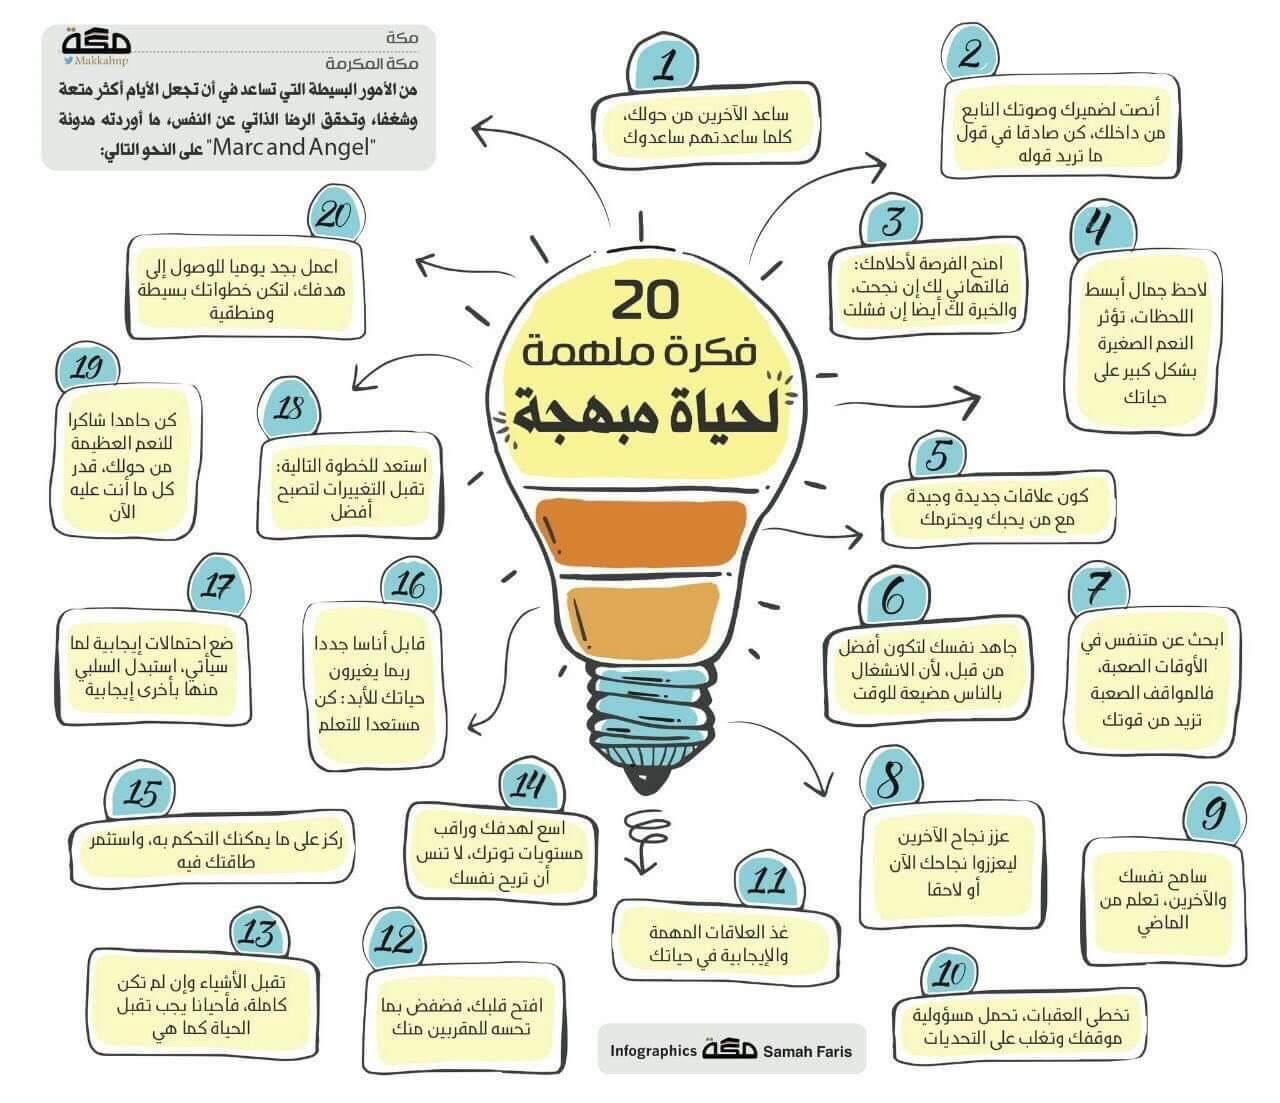 مكة
@Makkahnp
مكة
مكة المكرمة
من الأمور البسيطة التي تساعد في أن تجعل الأيام أكثر متعة
وشغفا، وتحقق الرضا الذاتي عن النفس، ما أوردته مدونة
"Marc and Angel" على النحو التالي:
20
فكرة ملهمة
لحياة مبهجة
1
ساعد الآخرين من حولك،
كلما ساعدتهم ساعدوك
2
أنصت لضميرك وصوتك النابع
من داخلك، كن صادقا في قول
ما تريد قوله
3
امنح الفرصة لأحلامك:
فالتهاني لك إن نجحت،
والخبرة لك أيضا إن فشلت
4
لاحظ جمال أبسط
اللحظات، تؤثر
النعم الصغيرة
بشكل كبير على
حياتك
5
كون علاقات جديدة وجيدة
مع من يحبك ويحترمك
6
جاهد نفسك لتكون أفضل
من قبل، لأن الانشغال
بالناس مضيعة للوقت
7
ابحث عن متنفس في
الأوقات الصعبة،
فالمواقف الصعبة
تزيد من قوتك
8
عزز نجاح الآخرين
ليعززوا نجاحك الآن
أو لاحقا
9
سامح نفسك
والآخرين، تعلم من
الماضي
10
تخطى العقبات، تحمل مسؤولية
موقفك وتغلب على التحديات
11
غذ العلاقات المهمة
والإيجابية في حياتك
12
افتح قلبك، فضفض بما
تحسه للمقربين منك
13
تقبل الأشياء وإن لم تكن
كاملة، فأحيانا يجب تقبل
الحياة كما هي
14
اسع لهدفك وراقب
مستويات توترك، لا تنس
أن تريح نفسك
15
ركز على ما يمكنك التحكم به، واستثمر
طاقتك فيه
16
قابل أناسا جددا
ربما يغيرون
حياتك للأبد: كن
مستعدا للتعلم
17
ضع احتمالات إيجابية لما
سيأتي، استبدل السلبي
منها بأخرى إيجابية
18
استعد للخطوة التالية:
تقبل التغييرات لتصبح
أفضل
19
كن حامدا شاكرا
للنعم العظيمة
من حولك، قدر
كل ما أنت عليه
الآن
20
اعمل بجد يوميا للوصول إلى
هدفك، لتكن خطواتك بسيطة
ومنطقية
Infographics مكة Samah Faris